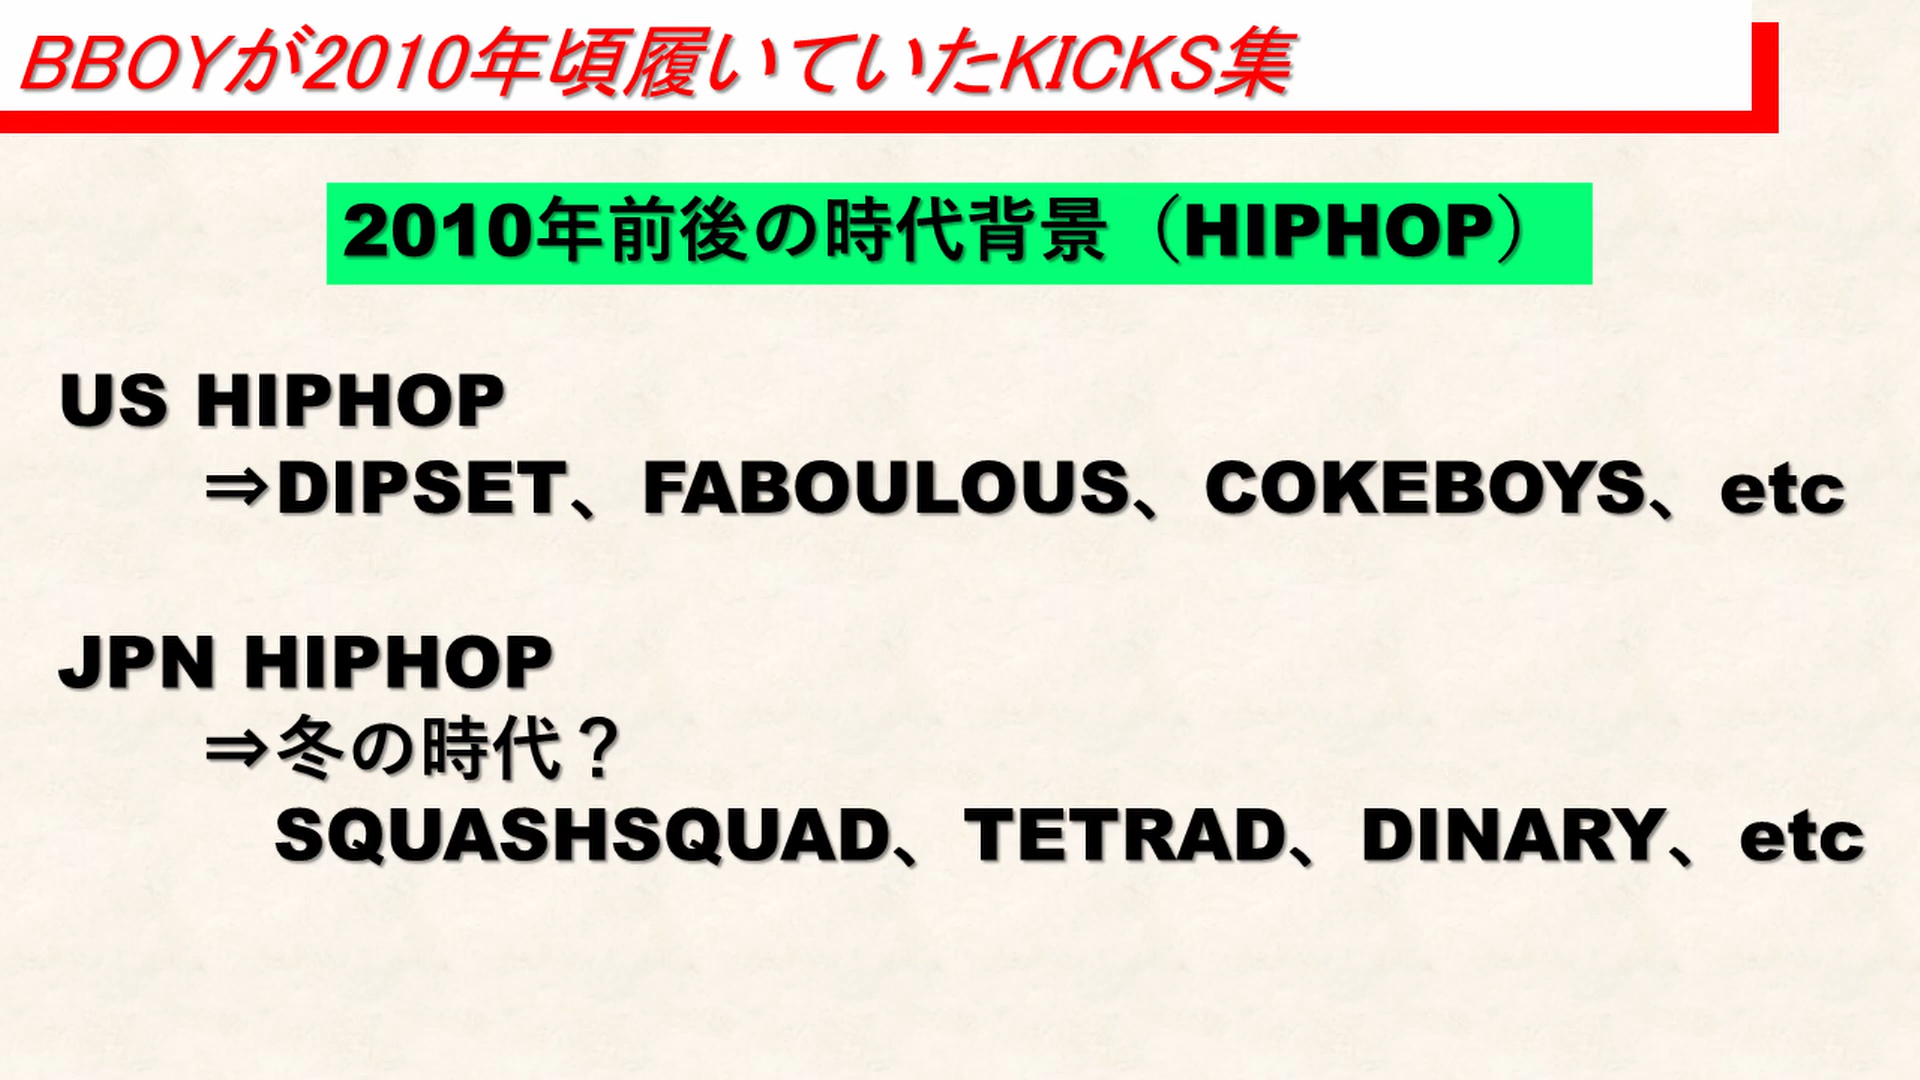 BBOYが2010年頃履いていたKICKS集
2010年前後の時代背景（HIPHOP）
US HIPHOP
⇒DIPSET、FABOULOUS、COKEBOYS、etc
JPN HIPHOP
⇒冬の時代？
SQUASHSQUAD、TETRAD、DINARY、etc